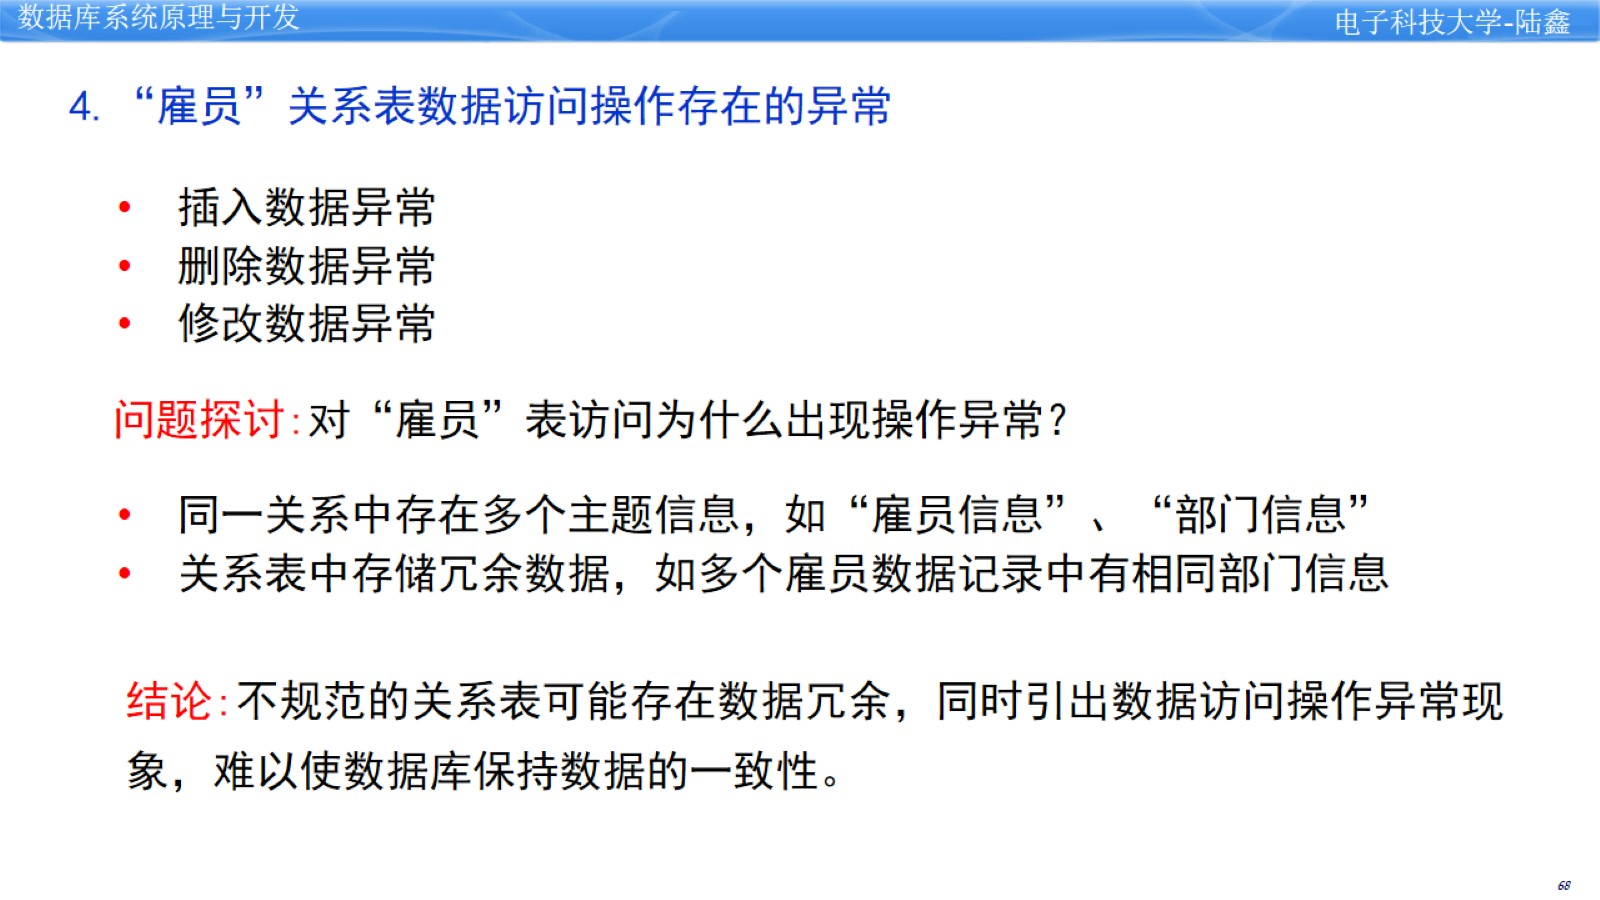 数据库系统原理与开发
电子科技大学-陆鑫
4. “雇员”关系表数据访问操作存在的异常
• 插入数据异常
• 删除数据异常
• 修改数据异常
问题探讨:对“雇员”表访问为什么出现操作异常?
• 同一关系中存在多个主题信息，如“雇员信息”、“部门信息”
• 关系表中存储冗余数据，如多个雇员数据记录中有相同部门信息
结论:不规范的关系表可能存在数据冗余，同时引出数据访问操作异常现
象，难以使数据库保持数据的一致性。
68